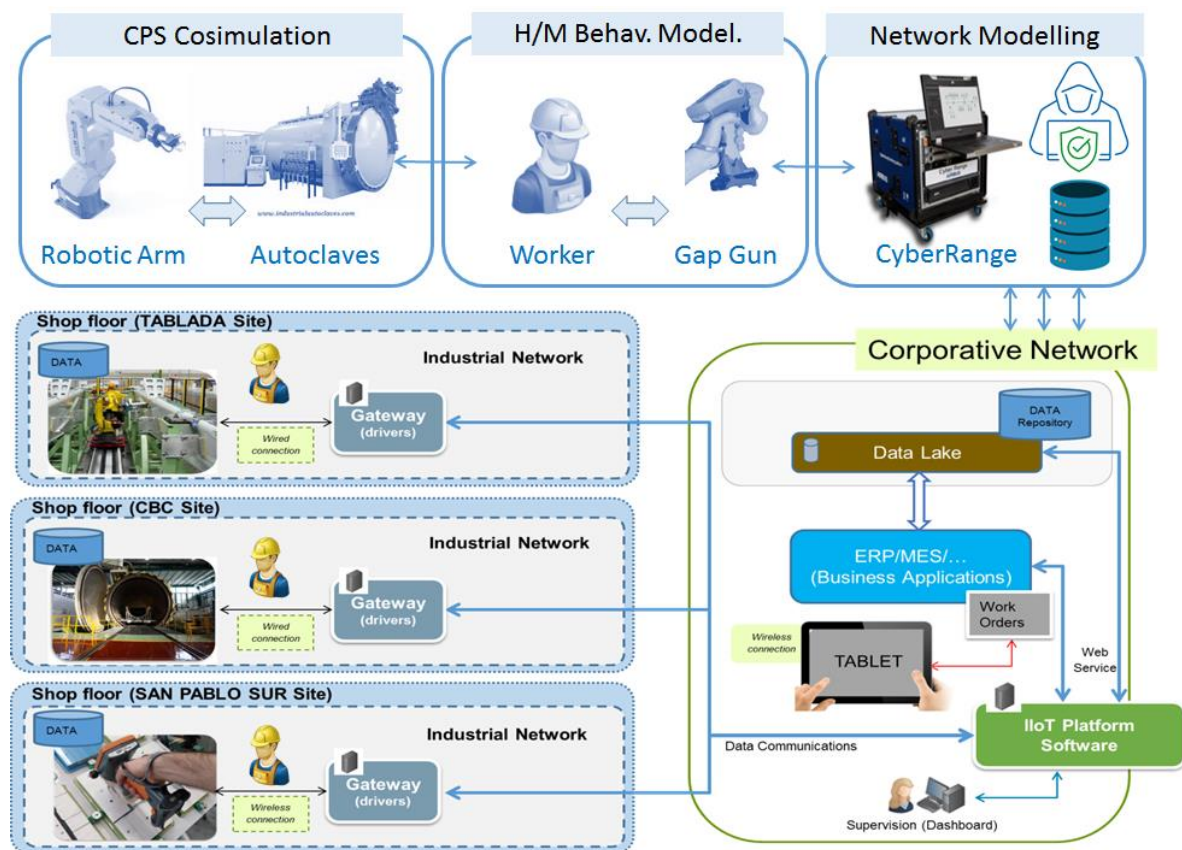 CPS Cosimulation
H/M Behav. Model.
Network Modelling
www.industrialautoclaves.com
Robotic Arm
Autoclaves
Worker
Gap Gun
CyberRange
Shop floor (TABLADA Site)
DATA
Industrial Network
Gateway
(drivers)
Wired
connection
Shop floor (CBC Site)
DATA
Industrial Network
Gateway
(drivers)
Wired
connection
Shop floor (SAN PABLO SUR Site)
DATA
Industrial Network
Gateway
(drivers)
Wireless
connection
Corporative Network
DATA
Repository
Data Lake
ERP/MES/…
(Business Applications)
Work
Orders
Wireless
connection
TABLET
Web
Service
IIoT Platform
Software
Data Communications
Supervision (Dashboard)